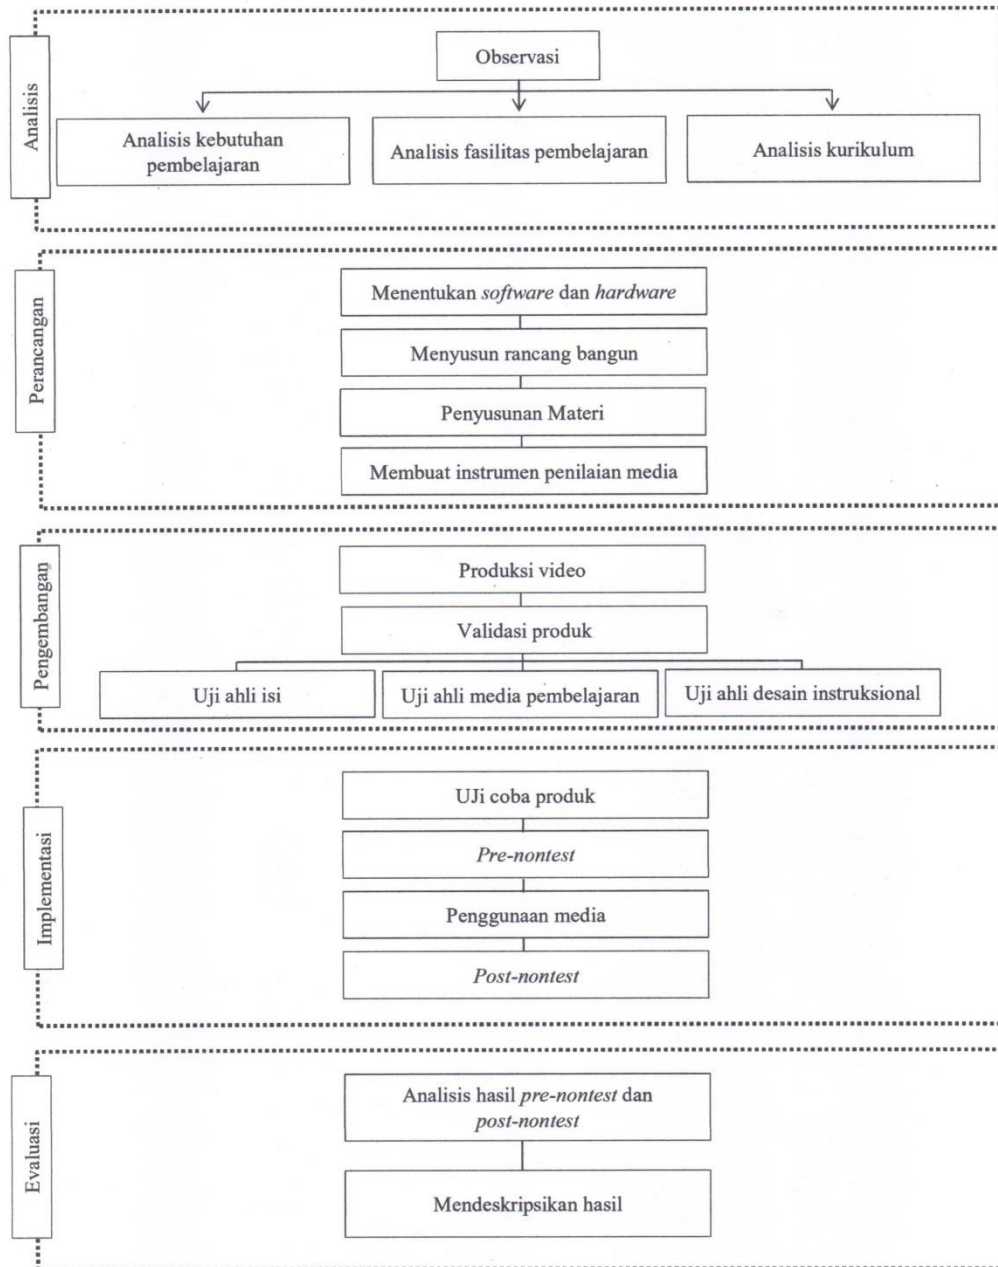 Analisis
Observasi
Analisis kebutuhan
pembelajaran
Analisis fasilitas pembelajaran
Analisis kurikulum
Perancangan
Menentukan software dan hardware
Menyusun rancang bangun
Penyusunan Materi
Membuat instrumen penilaian media
Pengembangan
Produksi video
Validasi produk
Uji ahli isi
Uji ahli media pembelajaran
Uji ahli desain instruksional
Implementasi
UJi coba produk
Pre-nontest
Penggunaan media
Post-nontest
Evaluasi
Analisis hasil pre-nontest dan
post-nontest
Mendeskripsikan hasil